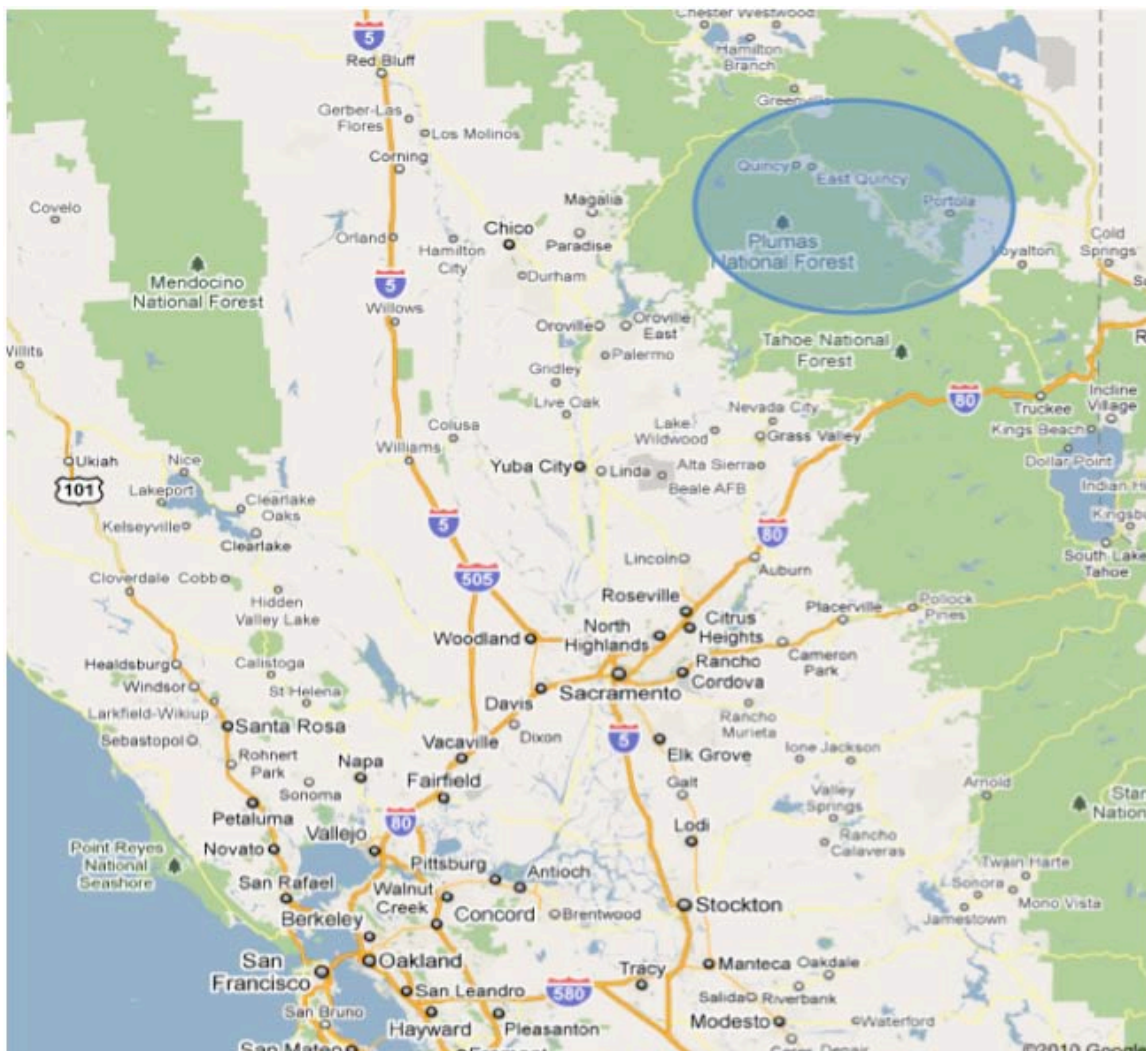 Chester Westwood
5
Hamilton
Branch
Red Bluff
Greenville
Gerber-Las
Flores
Los Molinos
Corning
Quincy
East Quincy
Magalia
Portola
Covelo
Chico
Paradise
Plumas
National Forest
Orland
Hamilton
City
Loyalton
Cold
Springs
Mendocino
National Forest
Durham
5
Willows
Oroville
Oroville
East
Tahoe National
Forest
Willits
Palermo
Gridley
80
Incline
Village
Live Oak
Truckee
Nevada City
Kings Beach
Colusa
Lake
Wildwood
Grass Valley
Williams
Dollar Point
Ukiah
Nice
Yuba City
Linda
Alta Sierra
Beale AFB
101
Lakeport
Clearlake
Oaks
Kelseyville
5
80
Clearlake
Lincoln
Auburn
South Lake
Tahoe
Cloverdale
Cobb
505
Hidden
Valley Lake
Roseville
Placerville
Pollock
Pines
Woodland
North
Highlands
Citrus
Heights
Cameron
Park
Healdsburg
Calistoga
Rancho
Cordova
Windsor
St Helena
Sacramento
Davis
Larkfield-Wikiup
Santa Rosa
Dixon
Rancho
Murieta
Sebastopol
5
Vacaville
Elk Grove
Ione
Jackson
Rohnert
Park
Napa
Sonoma
Fairfield
Galt
Valley
Springs
Arnold
Petaluma
80
Lodi
Rancho
Calaveras
Vallejo
Novato
Point Reyes
National
Seashore
Pittsburg
Antioch
Twain Harte
San Rafael
Walnut
Creek
Sonora
Mono Vista
Concord
Brentwood
Stockton
Jamestown
Berkeley
Oakland
San
Francisco
Tracy
Manteca
Oakdale
San Leandro
580
Salida
Riverbank
San Bruno
Hayward
Pleasanton
Modesto
Waterford
San Mateo
Fremont
©2010 Google